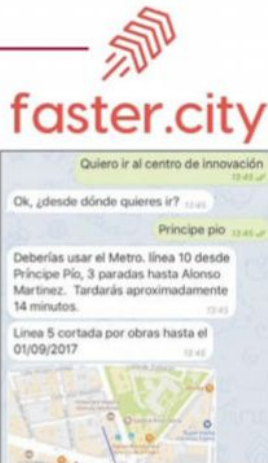 faster.city
Quiero ir al centro de innovación
13:45
Ok, ¿desde dónde quieres ir? 13:45
Principe pio 13:45
Deberías usar el Metro. línea 10 desde
Príncipe Pío, 3 paradas hasta Alonso
Martinez. Tardarás aproximadamente
14 minutos. 13:45
Linea 5 cortada por obras hasta el
01/09/2017 13:45